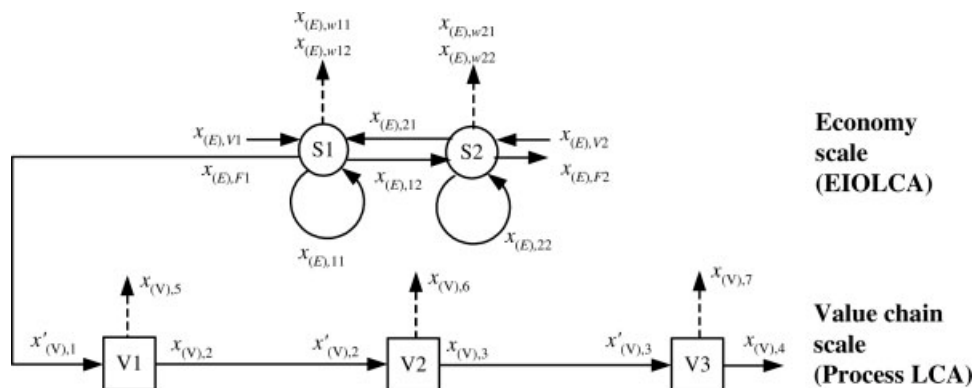 x(E),w11
x(E),w12
x(E),w21
x(E),w22
x(E),V1
x(E),21
x(E),V2
S1
S2
x(E),F1
x(E),12
x(E),F2
x(E),11
x(E),22
Economy
scale
(EIOLCA)
x(V),5
x(V),6
x(V),7
x'(V),1
V1
x(V),2
x'(V),2
V2
x(V),3
x'(V),3
V3
x(V),4
Value chain
scale
(Process LCA)